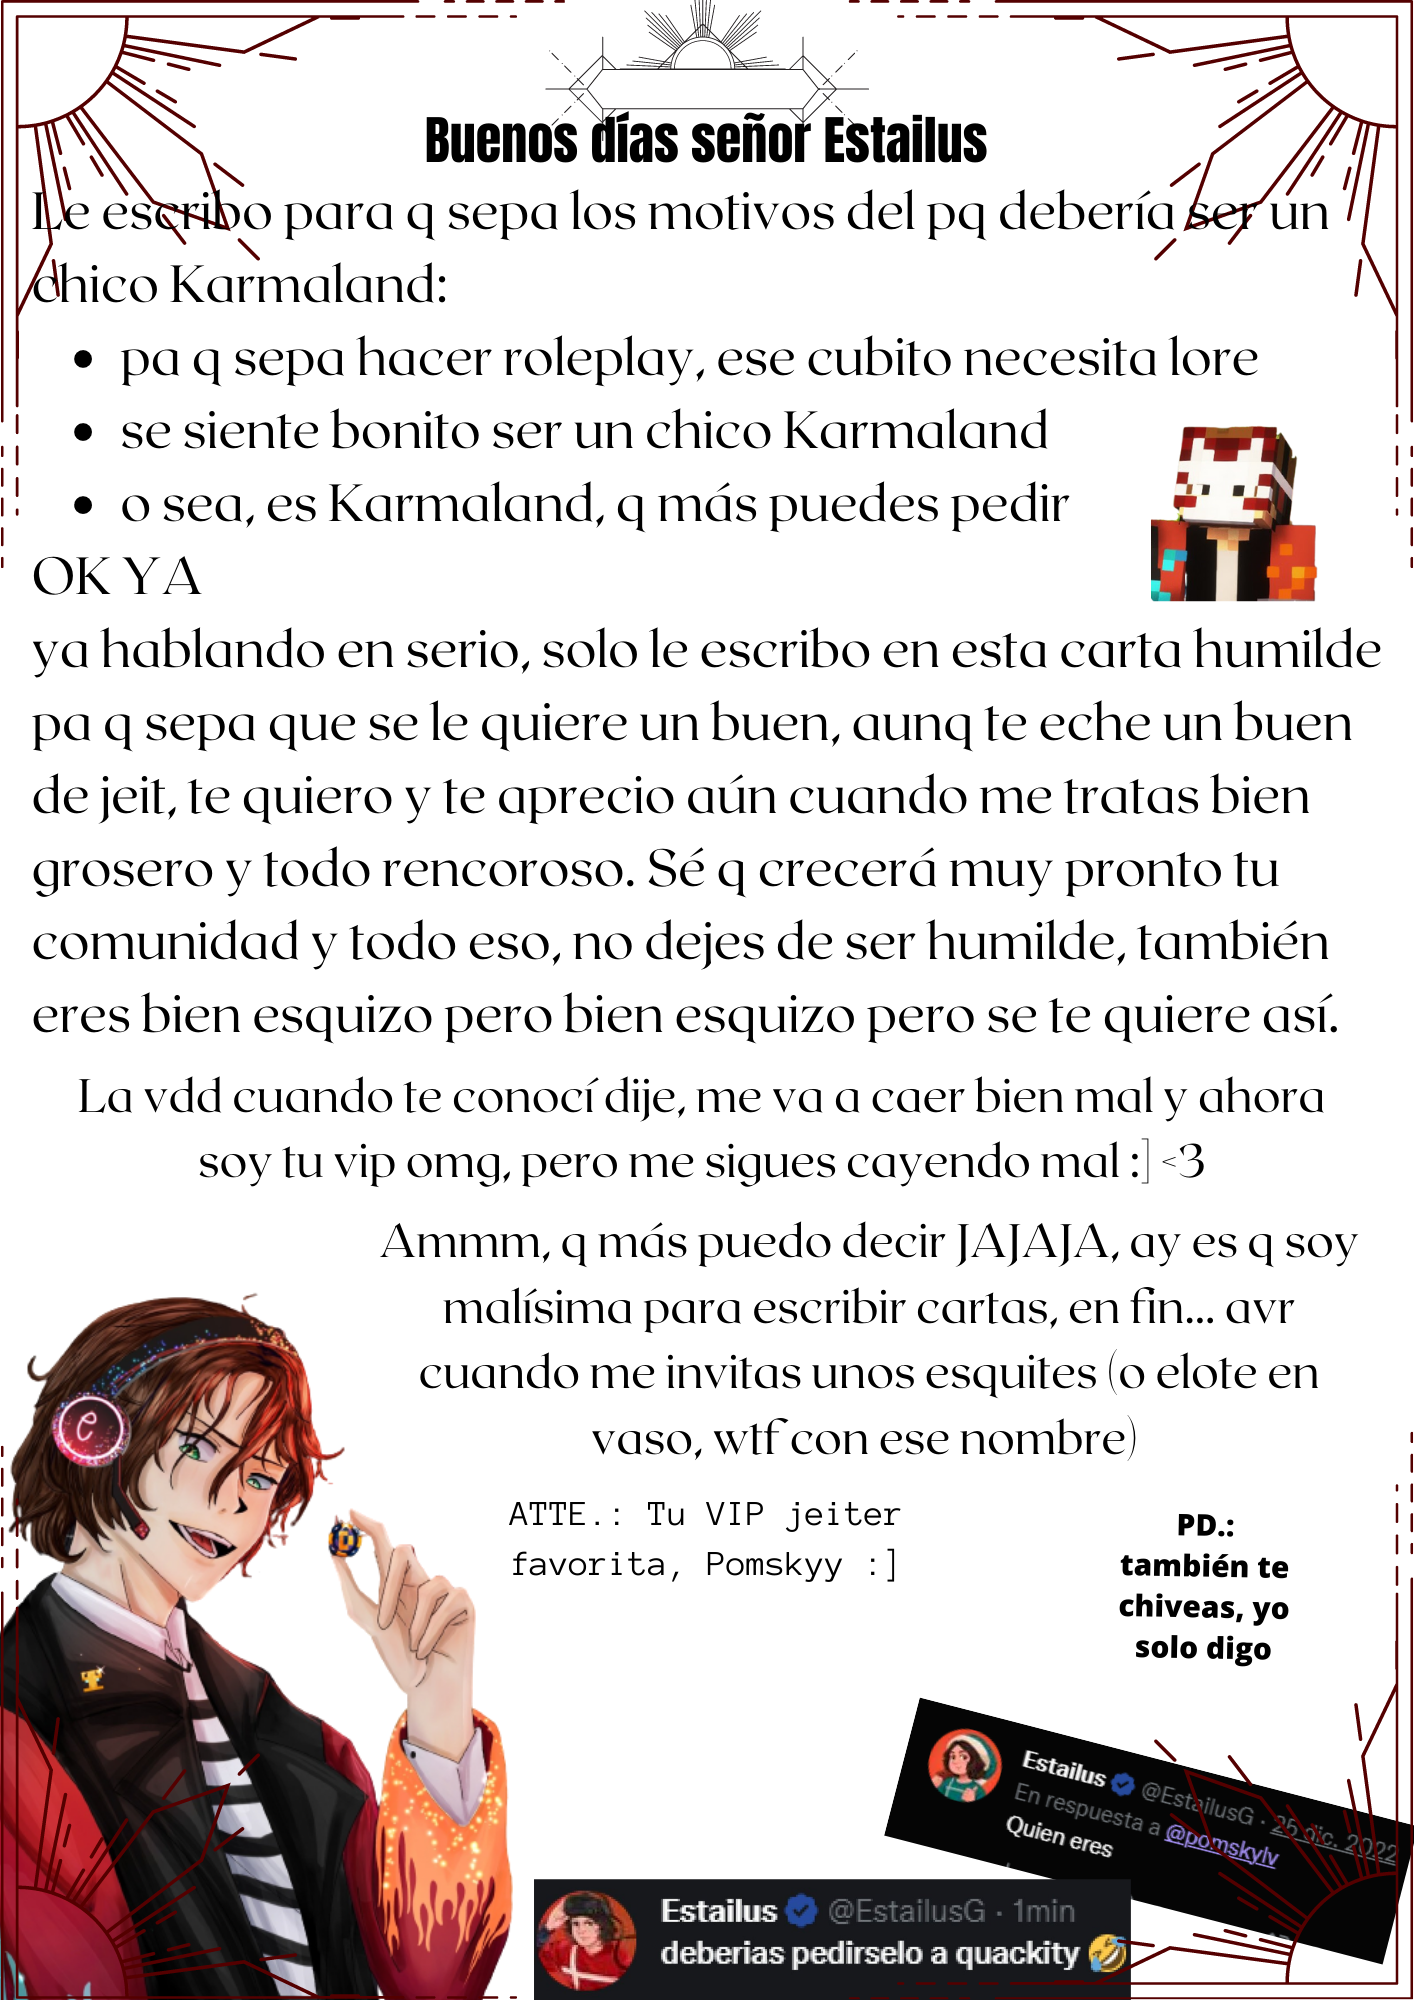 Buenos días señor Estailus
Le escribo para q sepa los motivos del pq debería ser un
chico Karmaland:
• pa q sepa hacer roleplay, ese cubito necesita lore
• se siente bonito ser un chico Karmaland
• o sea, es Karmaland, q más puedes pedir
OK YA
ya hablando en serio, solo le escribo en esta carta humilde
pa q sepa que se le quiere un buen, aunq te eche un buen
de jeit, te quiero y te aprecio aún cuando me tratas bien
grosero y todo rencoroso. Sé q crecerá muy pronto tu
comunidad y todo eso, no dejes de ser humilde, también
eres bien esquizo pero bien esquizo pero se te quiere así.
La vdd cuando te conocí dije, me va a caer bien mal y ahora
soy tu vip omg, pero me sigues cayendo mal :] <3
Ammm, q más puedo decir JAJAJA, ay es q soy
malísima para escribir cartas, en fin... avr
cuando me invitas unos esquites (o elote en
vaso, wtf con ese nombre)
e
ATTE.: Tu VIP jeiter
favorita, Pomskyy :]
PD.:
también te
chiveas, yo
solo digo
Estailus @EstailusG · 25 dic. 2022
En respuesta a @pomskylv
Quien eres
Estailus @EstailusG · 1min
deberias pedirselo a quackity 🤣